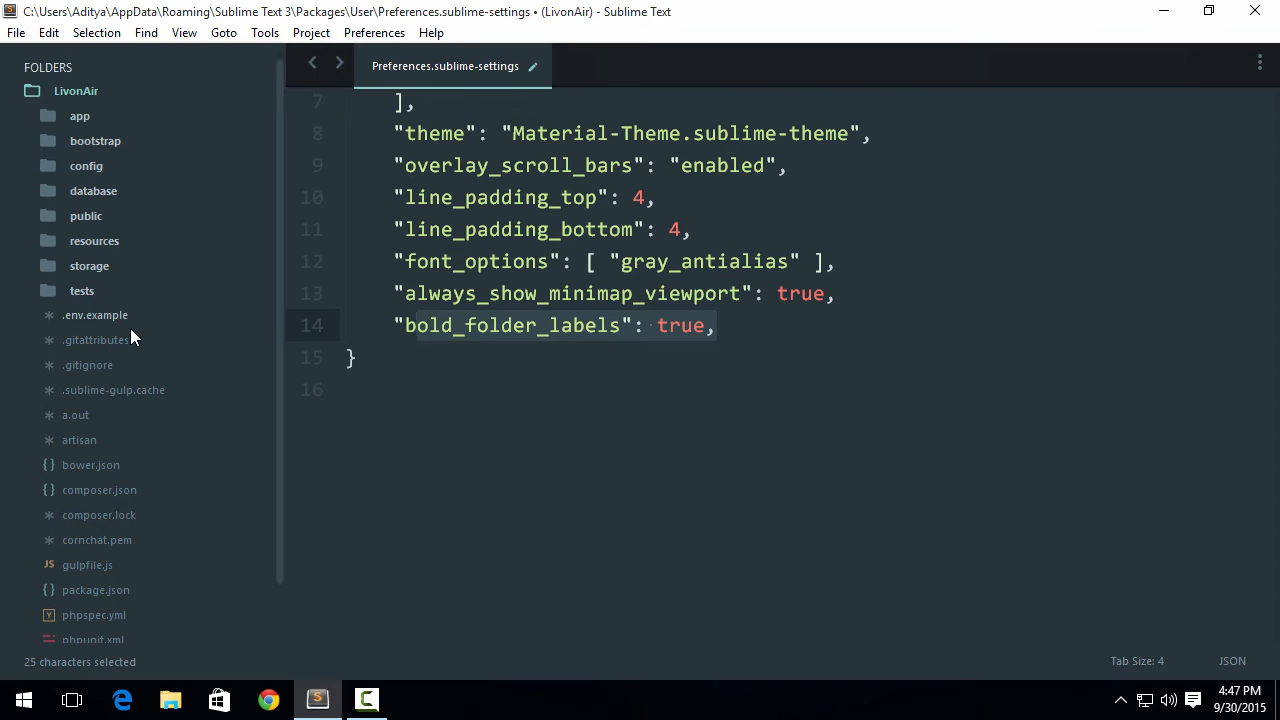 C:\Users\Aditya\AppData\Roaming\Sublime Text 3\Packages\User\Preferences.sublime-settings • (LivonAir) - Sublime Text
File Edit Selection Find View Goto Tools Project Preferences Help
FOLDERS
LivonAir
app
bootstrap
config
database
public
resources
storage
tests
.env.example
.gitattributes
.gitignore
.sublime-gulp.cache
a.out
artisan
bower.json
composer.json
composer.lock
cornchat.pem
JS gulpfile.js
package.json
Y phpspec.yml
phpunit.xml
Preferences.sublime-settings
7 ],
8 "theme": "Material-Theme.sublime-theme",
9 "overlay_scroll_bars": "enabled",
10 "line_padding_top": 4,
11 "line_padding_bottom": 4,
12 "font_options": [ "gray_antialias" ],
13 "always_show_minimap_viewport": true,
14 "bold_folder_labels": true,
15 }
16
25 characters selected
Tab Size: 4
JSON
4:47 PM
9/30/2015